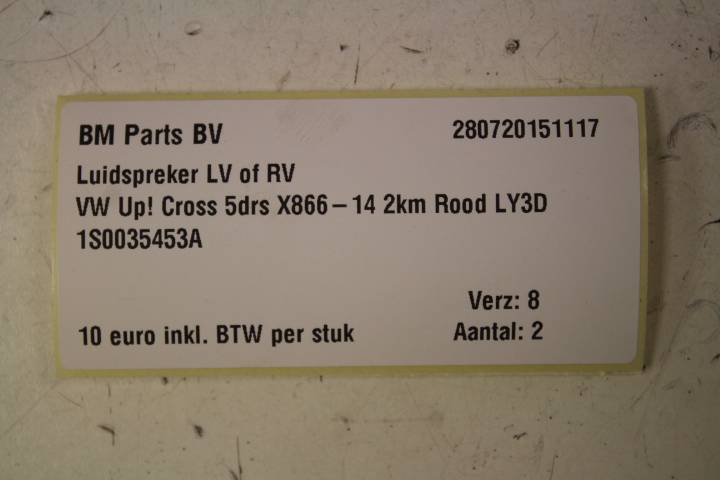 BM Parts BV 280720151117
Luidspreker LV of RV
VW Up! Cross 5drs X866-14 2km Rood LY3D
1S0035453A
Verz: 8
10 euro inkl. BTW per stuk Aantal: 2